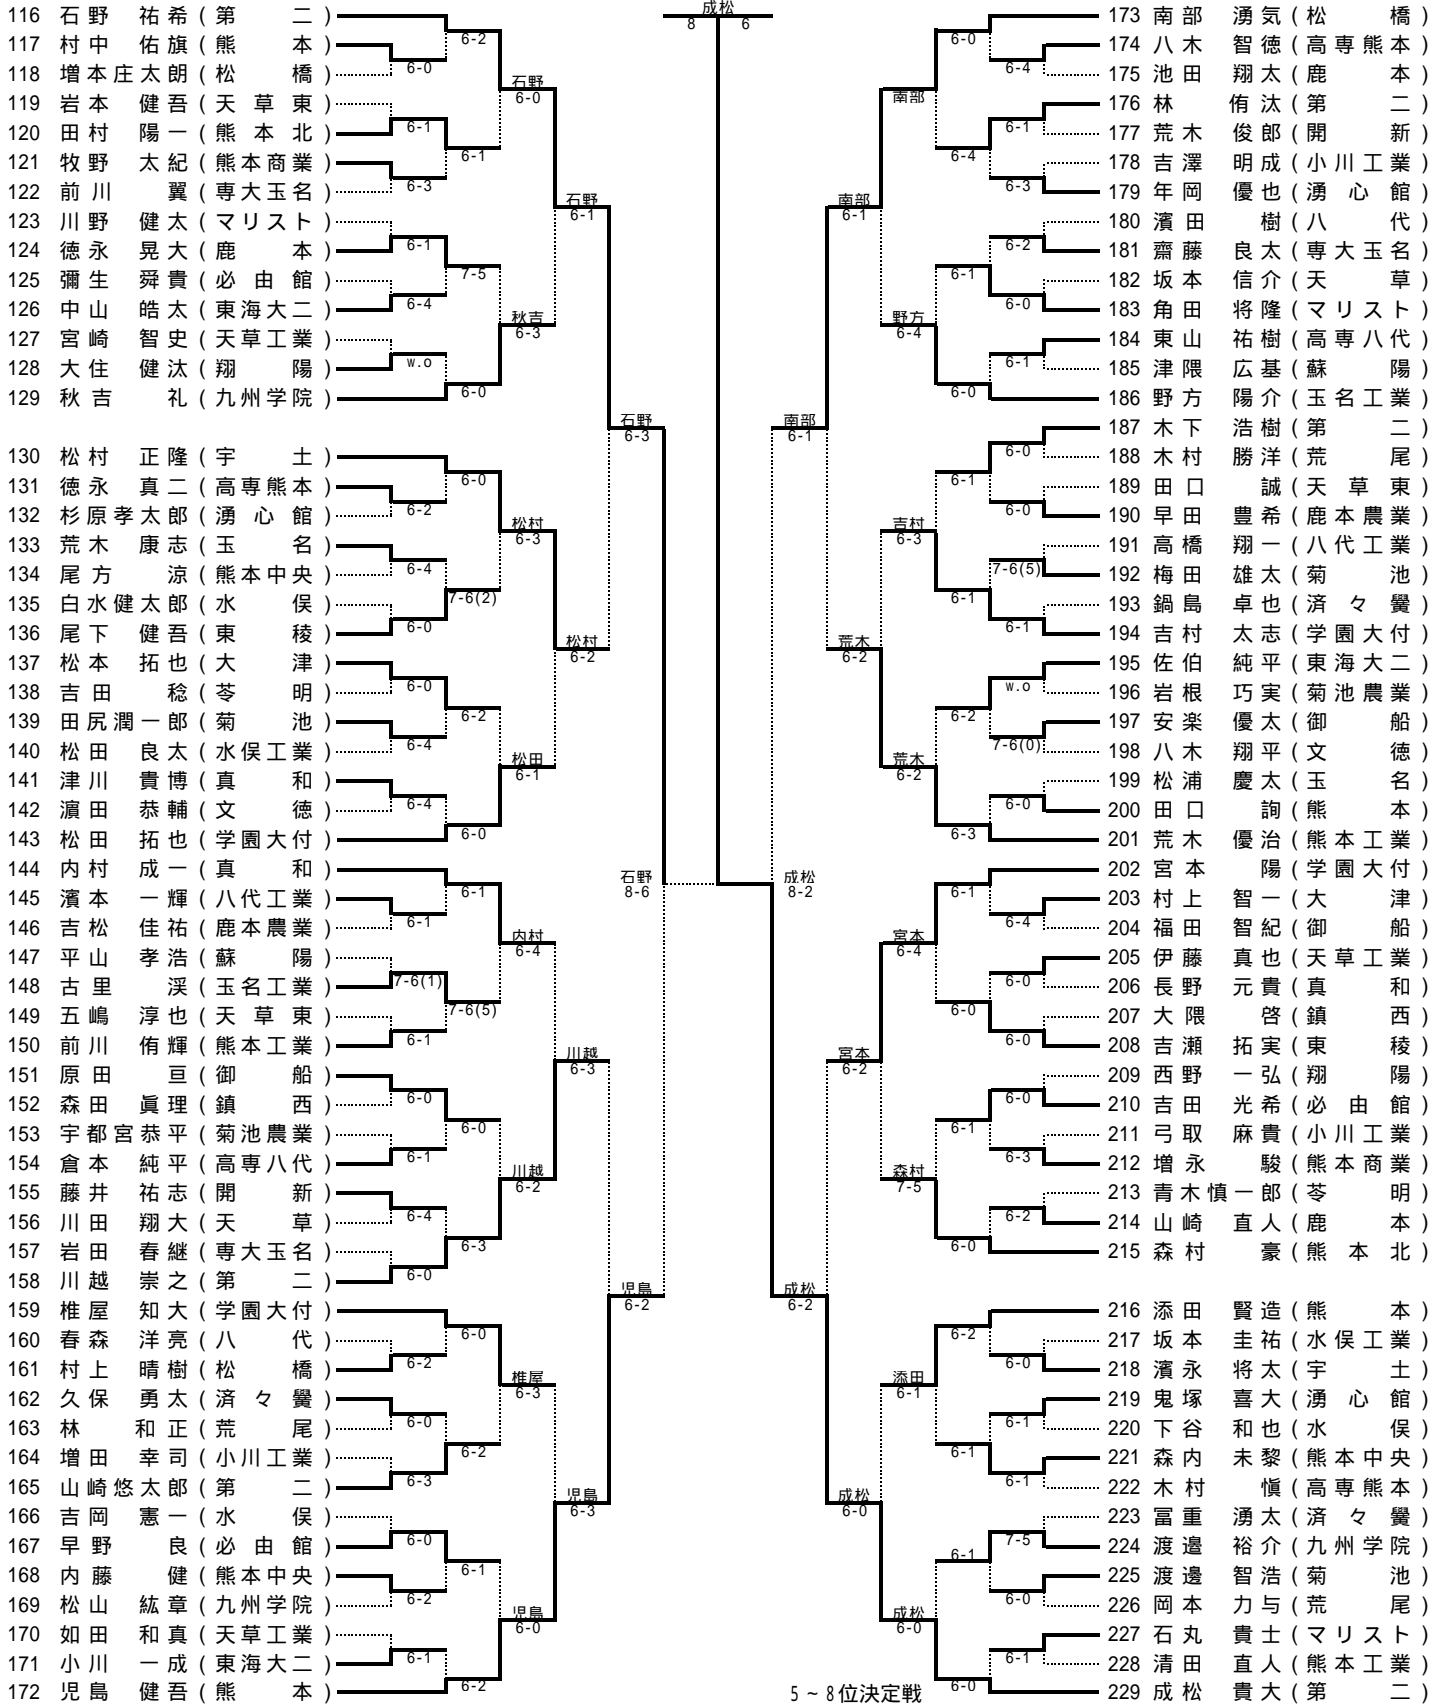 成松
8 6
116 石野 祐希 (第 二)
117 村中 佑旗 (熊 本)
118 増本庄太朗 (松 橋)
119 岩本 健吾 (天 草 東)
120 田村 陽一 (熊 本 北)
121 牧野 太紀 (熊本商業)
122 前川 翼 (専大玉名)
123 川野 健太 (マリスト)
124 徳永 晃大 (鹿 本)
125 彌生 舜貴 (必 由 館)
126 中山 皓太 (東海大二)
127 宮崎 智史 (天草工業)
128 大住 健汰 (翔 陽)
129 秋吉 礼 (九州学院)
130 松村 正隆 (宇 土)
131 徳永 真二 (高専熊本)
132 杉原孝太郎 (湧 心 館)
133 荒木 康志 (玉 名)
134 尾方 涼 (熊本中央)
135 白水健太郎 (水 俣)
136 尾下 健吾 (東 稜)
137 松本 拓也 (大 津)
138 吉田 稔 (苓 明)
139 田尻潤一郎 (菊 池)
140 松田 良太 (水俣工業)
141 津川 貴博 (真 和)
142 濵田 恭輔 (文 徳)
143 松田 拓也 (学園大付)
144 内村 成一 (真 和)
145 濱本 一輝 (八代工業)
146 吉松 佳祐 (鹿本農業)
147 平山 孝浩 (蘇 陽)
148 古里 渓 (玉名工業)
149 五嶋 淳也 (天 草 東)
150 前川 侑輝 (熊本工業)
151 原田 亘 (御 船)
152 森田 眞理 (鎮 西)
153 宇都宮恭平 (菊池農業)
154 倉本 純平 (高専八代)
155 藤井 祐志 (開 新)
156 川田 翔大 (天 草)
157 岩田 春継 (専大玉名)
158 川越 崇之 (第 二)
159 椎屋 知大 (学園大付)
160 春森 洋亮 (八 代)
161 村上 晴樹 (松 橋)
162 久保 勇太 (済 々 黌)
163 林 和正 (荒 尾)
164 増田 幸司 (小川工業)
165 山崎悠太郎 (第 二)
166 吉岡 憲一 (水 俣)
167 早野 良 (必 由 館)
168 内藤 健 (熊本中央)
169 松山 紘章 (九州学院)
170 如田 和真 (天草工業)
171 小川 一成 (東海大二)
172 児島 健吾 (熊 本)
6-0
6-1
6-3
6-1
6-4
w.o
6-2
6-4
6-0
6-0
6-4
6-4
6-1
7-6(1)
6-1
6-0
6-1
6-4
6-0
6-2
6-0
6-3
6-0
6-2
6-1
6-2
6-1
7-5
6-0
6-0
7-6(2)
6-2
6-0
6-1
7-6(5)
6-0
6-3
6-0
6-2
6-1
6-2
石野
6-0
秋吉
6-3
松村
6-3
松田
6-1
内村
6-4
川越
6-2
椎屋
6-3
児島
6-0
石野
6-1
松村
6-2
川越
6-3
児島
6-3
石野
6-3
児島
6-2
石野
8-6
成松
8-2
南部
6-1
成松
6-2
南部
6-1
荒木
6-2
宮本
6-2
成松
6-0
南部
野方
6-4
吉村
6-3
荒木
6-2
宮本
6-4
森村
7-5
添田
6-1
成松
6-0
6-0
6-4
6-1
6-0
6-1
6-1
6-2
6-3
6-1
6-0
6-1
6-0
6-2
6-1
6-1
6-0
6-4
6-1
6-3
6-2
6-0
6-1
6-0
6-0
7-6(5)
6-1
w.o
7-6(0)
6-0
6-4
6-0
6-0
6-0
6-3
6-2
6-0
6-1
6-1
7-5
6-0
6-1
173 南部 湧気 (松 橋)
174 八木 智徳 (高専熊本)
175 池田 翔太 (鹿 本)
176 林 侑汰 (第 二)
177 荒木 俊郎 (開 新)
178 吉澤 明成 (小川工業)
179 年岡 優也 (湧 心 館)
180 濱田 樹 (八 代)
181 齋藤 良太 (専大玉名)
182 坂本 信介 (天 草)
183 角田 将隆 (マリスト)
184 東山 祐樹 (高専八代)
185 津隈 広基 (蘇 陽)
186 野方 陽介 (玉名工業)
187 木下 浩樹 (第 二)
188 木村 勝洋 (荒 尾)
189 田口 誠 (天 草 東)
190 早田 豊希 (鹿本農業)
191 高橋 翔一 (八代工業)
192 梅田 雄太 (菊 池)
193 鍋島 卓也 (済 々 黌)
194 吉村 太志 (学園大付)
195 佐伯 純平 (東海大二)
196 岩根 巧実 (菊池農業)
197 安楽 優太 (御 船)
198 八木 翔平 (文 徳)
199 松浦 慶太 (玉 名)
200 田口 詢 (熊 本)
201 荒木 優治 (熊本工業)
202 宮本 陽 (学園大付)
203 村上 智一 (大 津)
204 福田 智紀 (御 船)
205 伊藤 真也 (天草工業)
206 長野 元貴 (真 和)
207 大隈 啓 (鎮 西)
208 吉瀬 拓実 (東 稜)
209 西野 一弘 (翔 陽)
210 吉田 光希 (必 由 館)
211 弓取 麻貴 (小川工業)
212 増永 駿 (熊本商業)
213 青木慎一郎 (苓 明)
214 山崎 直人 (鹿 本)
215 森村 豪 (熊 本 北)
216 添田 賢造 (熊 本)
217 坂本 圭祐 (水俣工業)
218 濱永 将太 (宇 土)
219 鬼塚 喜大 (湧 心 館)
220 下谷 和也 (水 俣)
221 森内 未黎 (熊本中央)
222 木村 愼 (高専熊本)
223 冨重 湧太 (済 々 黌)
224 渡邉 裕介 (九州学院)
225 渡邊 智浩 (菊 池)
226 岡本 力与 (荒 尾)
227 石丸 貴士 (マリスト)
228 清田 直人 (熊本工業)
229 成松 貴大 (第 二)
5～8位決定戦